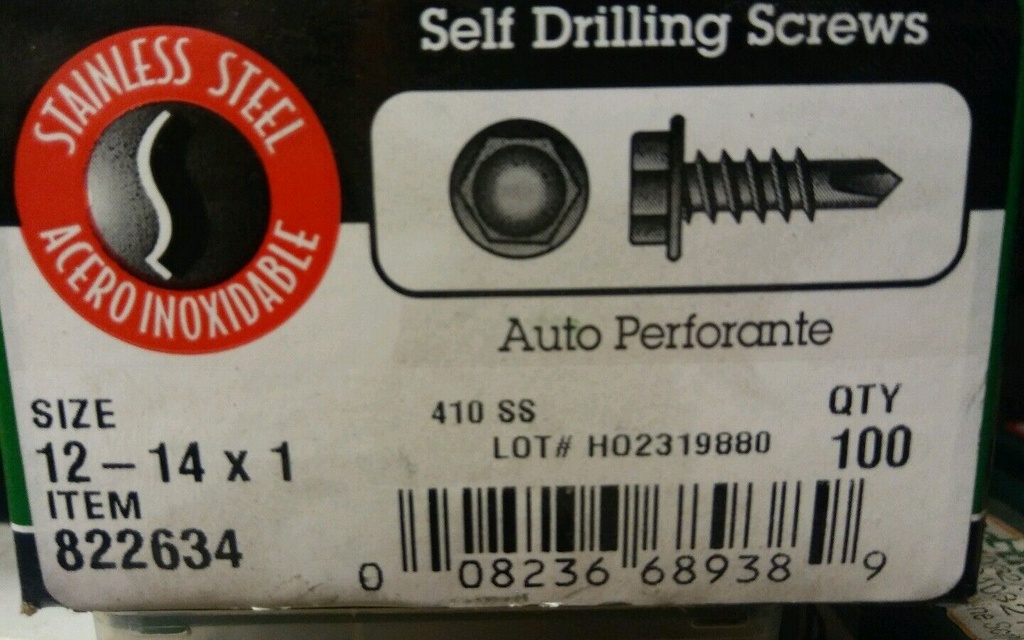 Self Drilling Screws
STAINLESS STEEL
ACERO INOXIDABLE
Auto Perforante
SIZE
12-14 x 1
ITEM
822634
410 SS
LOT# H02319880
QTY
100
0 08236 68938 9